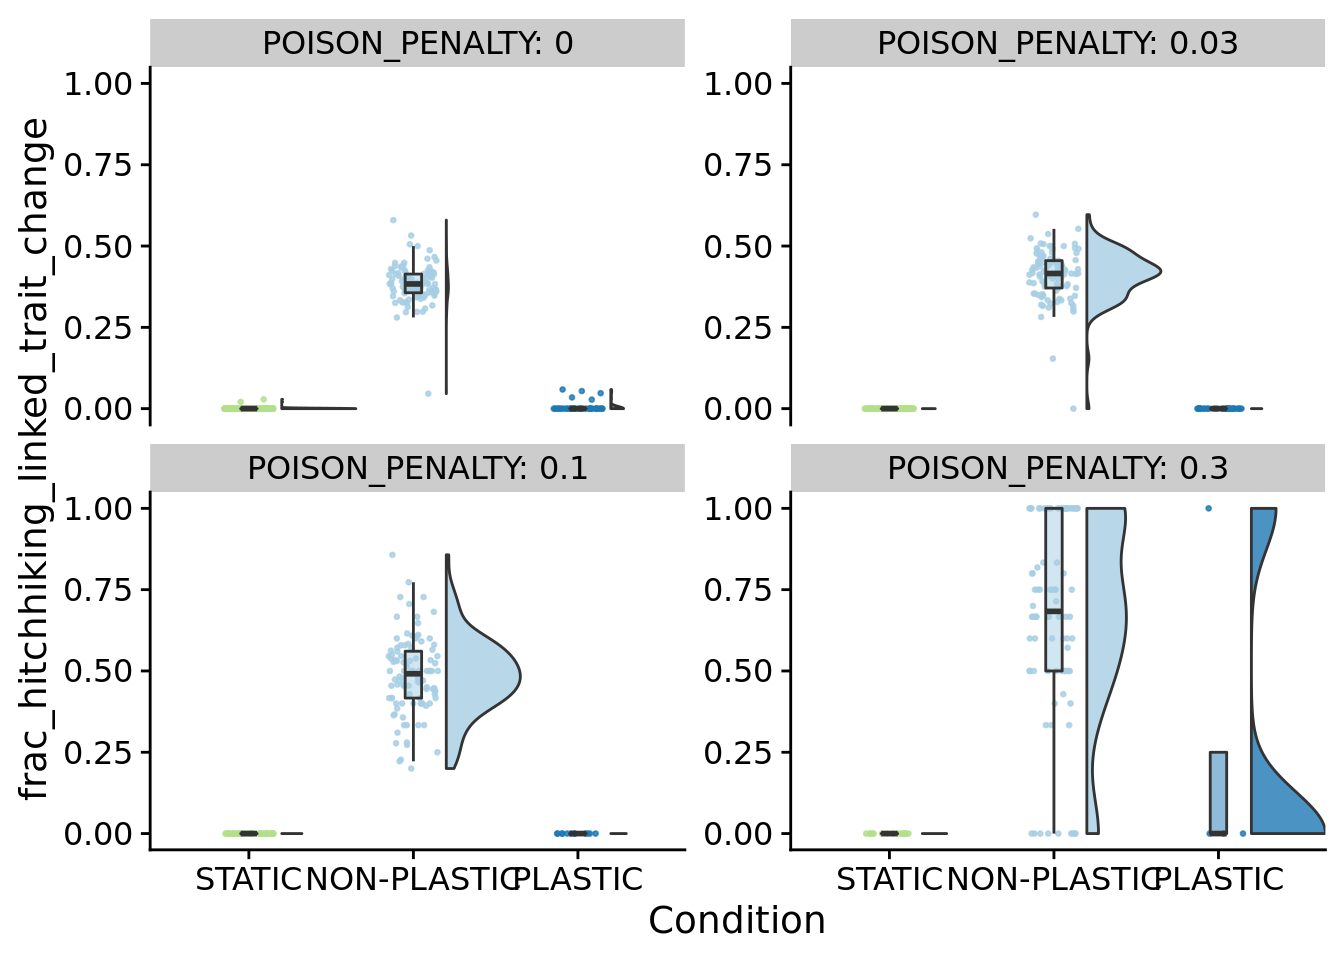 POISON_PENALTY: 0
POISON_PENALTY: 0.03
1.00
0.75
0.50
0.25
0.00
1.00
0.75
0.50
0.25
0.00
POISON_PENALTY: 0.1
POISON_PENALTY: 0.3
1.00
0.75
0.50
0.25
0.00
1.00
0.75
0.50
0.25
0.00
frac_hitchhiking_linked_trait_change
STATIC NON-PLASTIC PLASTIC
STATIC NON-PLASTIC PLASTIC
Condition